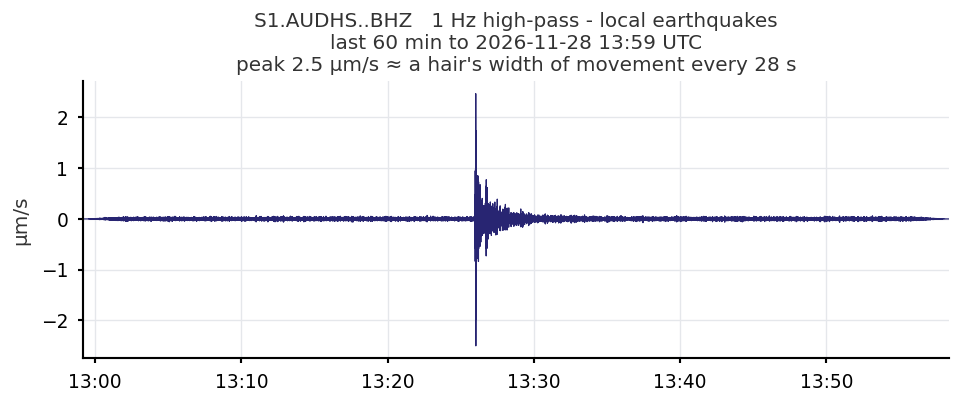 S1.AUDHS..BHZ   1 Hz high-pass - local earthquakes
last 60 min to 2026-11-28 13:59 UTC
peak 2.5 µm/s ≈ a hair's width of movement every 28 s
µm/s
2
1
0
−1
−2
13:00
13:10
13:20
13:30
13:40
13:50